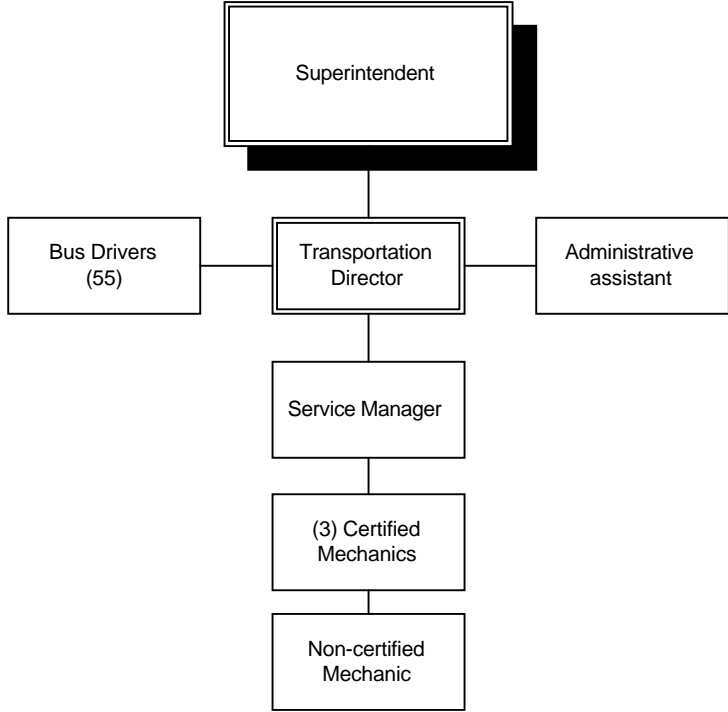 Superintendent
Bus Drivers
(55)
Transportation
Director
Administrative
assistant
Service Manager
(3) Certified
Mechanics
Non-certified
Mechanic